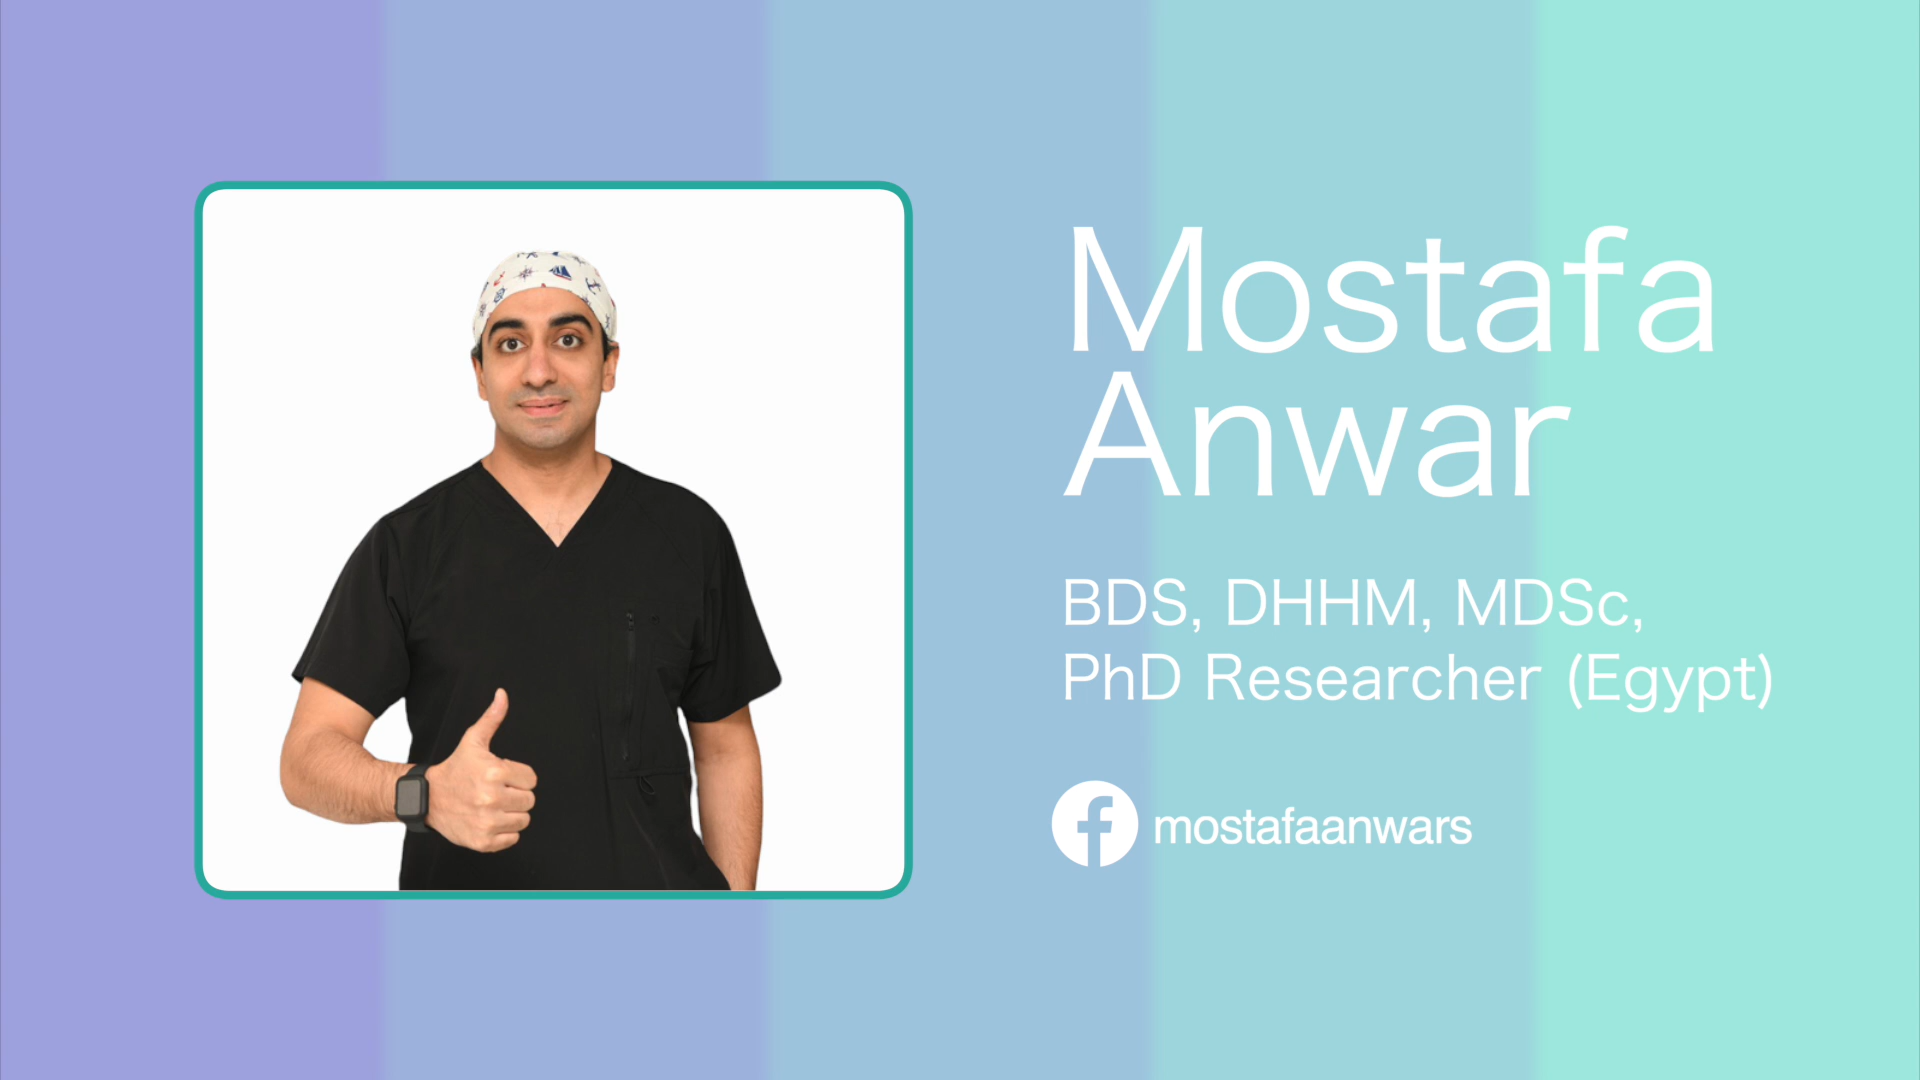 Mostafa
Anwar
BDS, DHHM, MDSc,
PhD Researcher (Egypt)
mostafaanwars